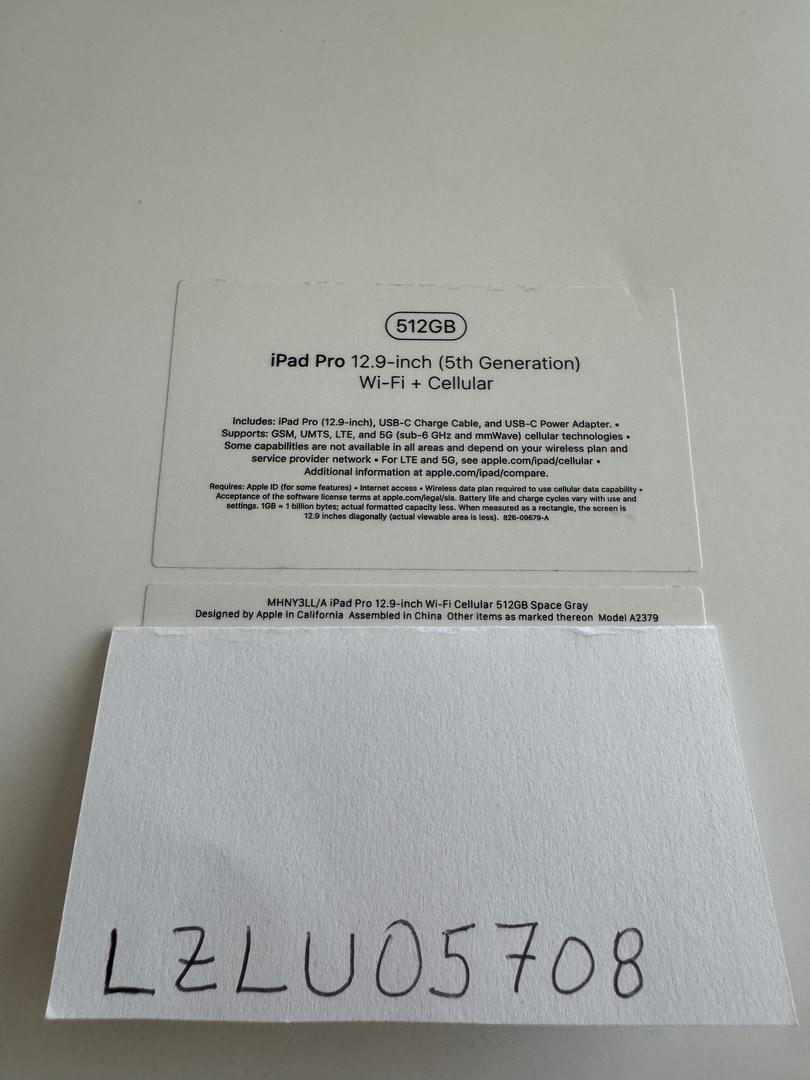 512GB
iPad Pro 12.9-inch (5th Generation)
Wi-Fi + Cellular
Includes: iPad Pro (12.9-inch), USB-C Charge Cable, and USB-C Power Adapter. •
Supports: GSM, UMTS, LTE, and 5G (sub-6 GHz and mmWave) cellular technologies •
Some capabilities are not available in all areas and depend on your wireless plan and
service provider network • For LTE and 5G, see apple.com/ipad/cellular •
Additional information at apple.com/ipad/compare.
Requires: Apple ID (for some features) • Internet access • Wireless data plan required to use cellular data capability •
Acceptance of the software license terms at apple.com/legal/sla. Battery life and charge cycles vary with use and
settings. 1GB = 1 billion bytes; actual formatted capacity less. When measured as a rectangle, the screen is
12.9 inches diagonally (actual viewable area is less). 826-09679-A
MHNY3LL/A iPad Pro 12.9-inch Wi-Fi Cellular 512GB Space Gray
Designed by Apple in California Assembled in China Other items as marked thereon Model A2379
LZLU05708